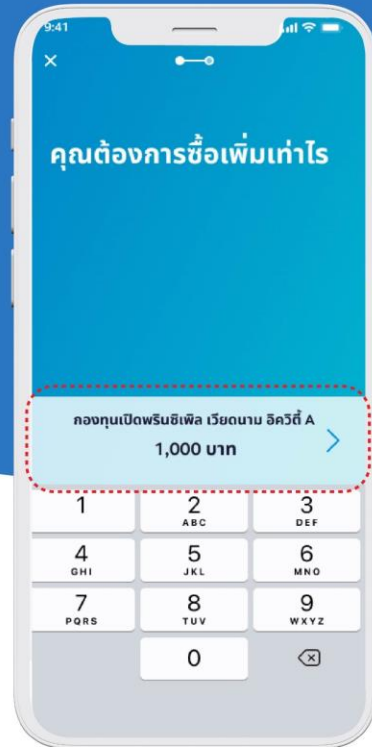 9:41
คุณต้องการซื้อเพิ่มเท่าไร
กองทุนเปิดพรินซิเพิล เวียดนาม อิควิตี้ A
1,000 บาท
1 2 3
ABC DEF
4 5 6
GHI JKL MNO
7 8 9
PQRS TUV WXYZ
0